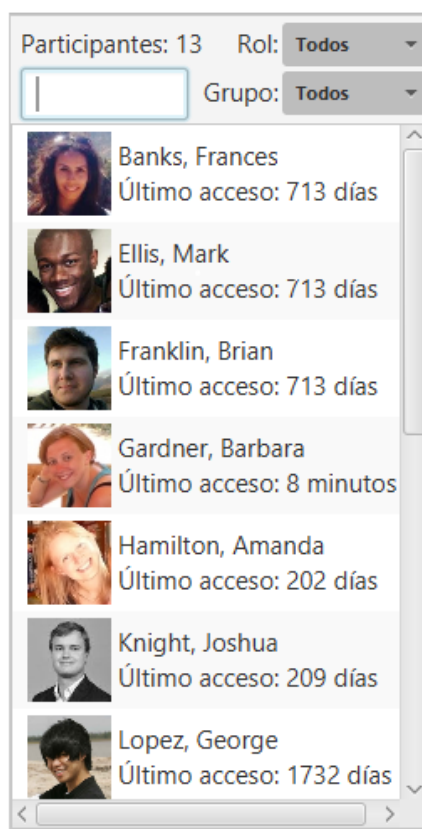 Participantes: 13 Rol: Todos
Grupo: Todos
Banks, Frances
Último acceso: 713 días
Ellis, Mark
Último acceso: 713 días
Franklin, Brian
Último acceso: 713 días
Gardner, Barbara
Último acceso: 8 minutos
Hamilton, Amanda
Último acceso: 202 días
Knight, Joshua
Último acceso: 209 días
Lopez, George
Último acceso: 1732 días